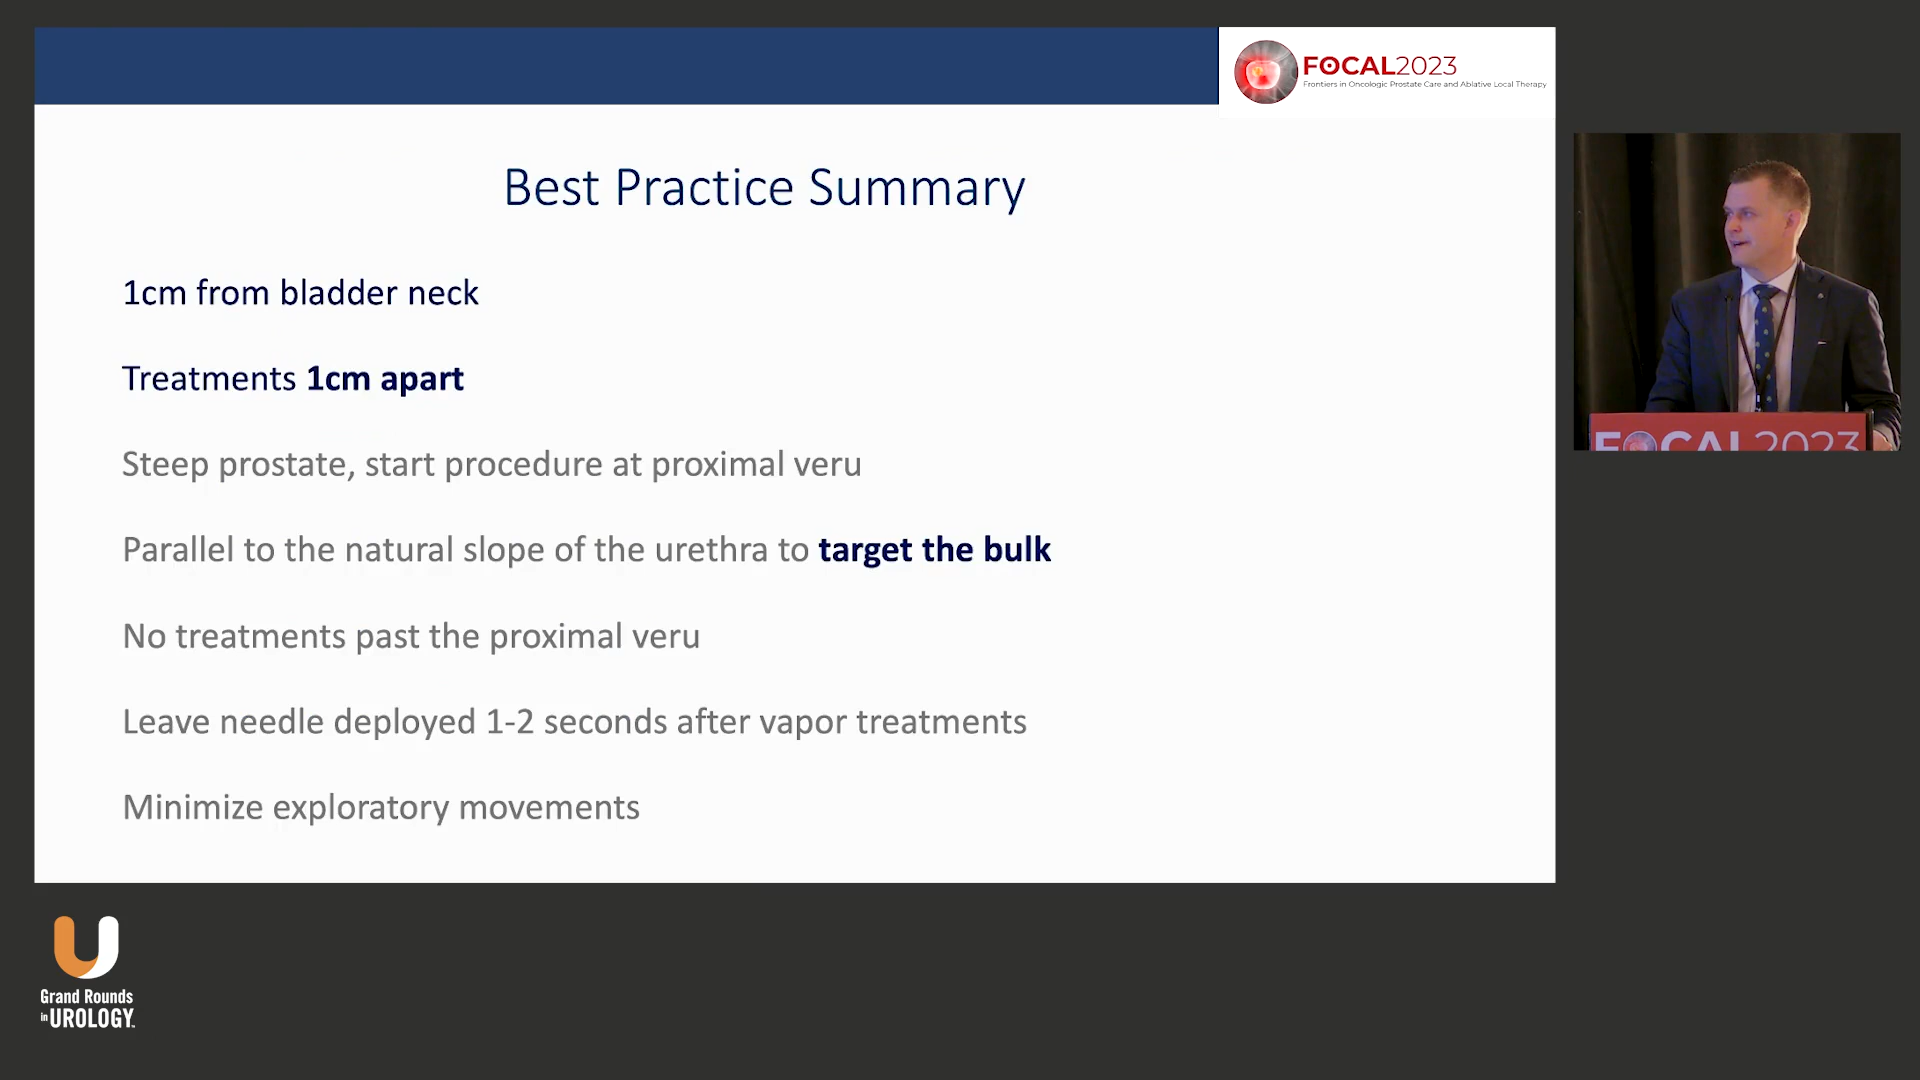 FOCAL2023
Frontiers in Oncologic Prostate Care and Ablative Local Therapy
Best Practice Summary
1cm from bladder neck
Treatments 1cm apart
Steep prostate, start procedure at proximal veru
Parallel to the natural slope of the urethra to target the bulk
No treatments past the proximal veru
Leave needle deployed 1-2 seconds after vapor treatments
Minimize exploratory movements
FOCAL 2023
Grand Rounds
in UROLOGY